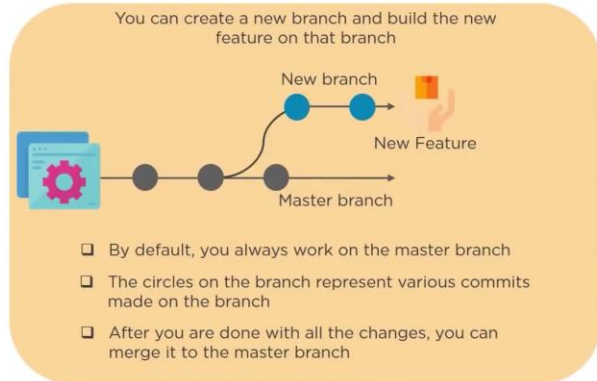 You can create a new branch and build the new
feature on that branch
New branch
New Feature
Master branch
❑ By default, you always work on the master branch
❑ The circles on the branch represent various commits
made on the branch
❑ After you are done with all the changes, you can
merge it to the master branch